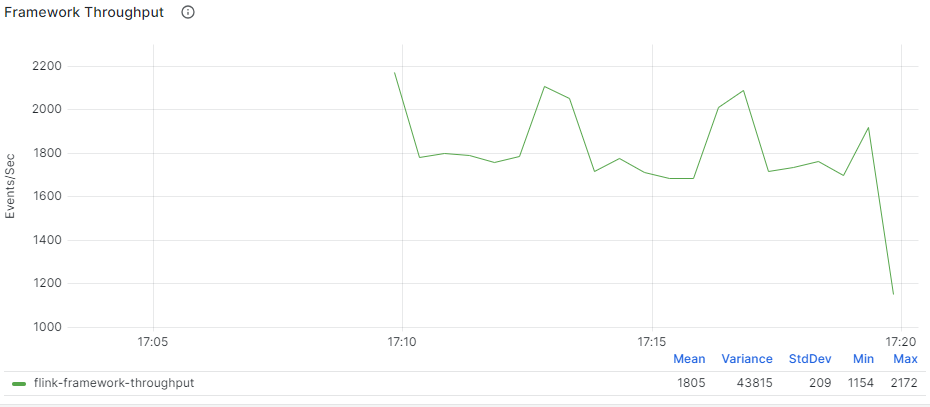 Framework Throughput
2200
2000
1800
1600
1400
1200
1000
Events/Sec
17:05 17:10 17:15 17:20
Mean Variance StdDev Min Max
flink-framework-throughput 1805 43815 209 1154 2172